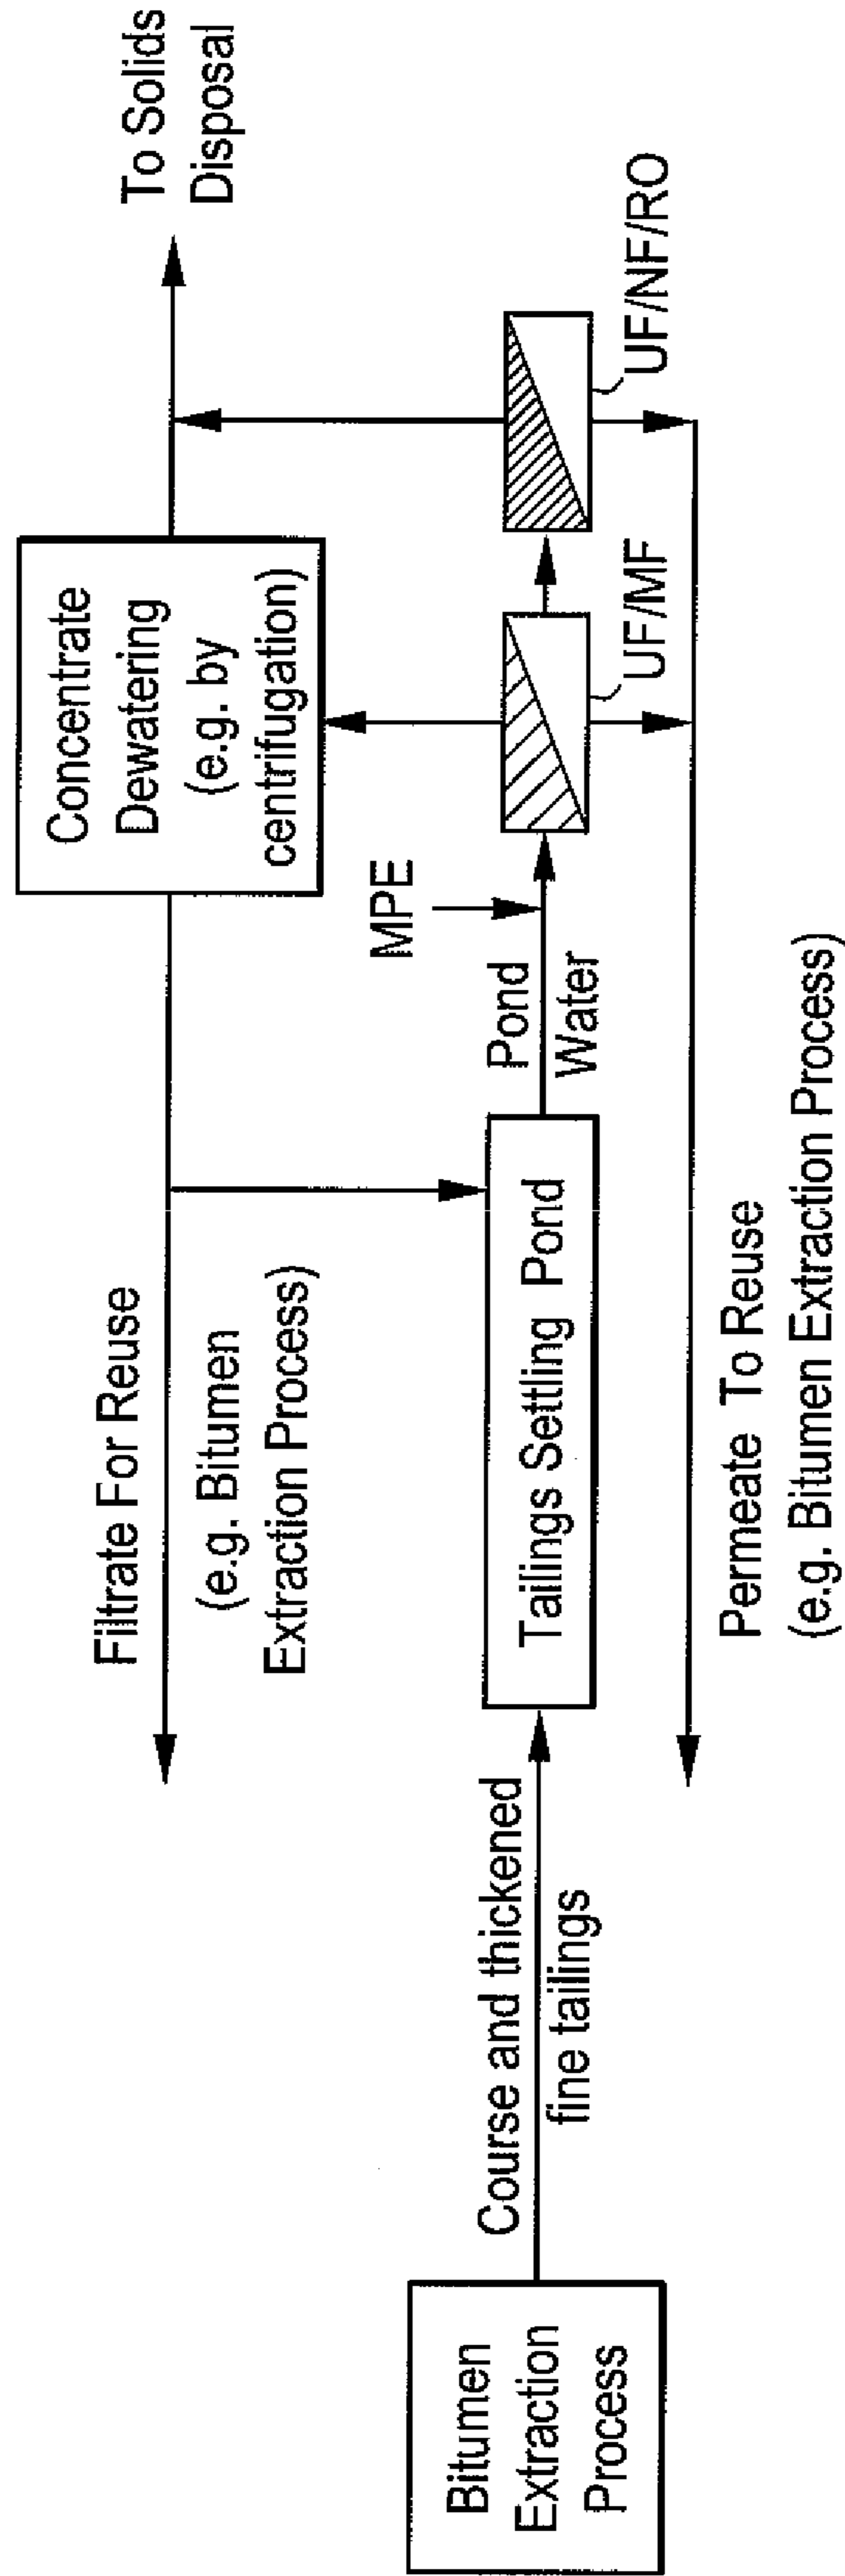 Bitumen
Extraction
Process
Course and thickened
fine tailings
Tailings Settling Pond
Filtrate For Reuse
(e.g. Bitumen
Extraction Process)
Pond
Water
MPE
Concentrate
Dewatering
(e.g. by
centrifugation)
UF/MF
UF/NF/RO
To Solids
Disposal
Permeate To Reuse
(e.g. Bitumen Extraction Process)